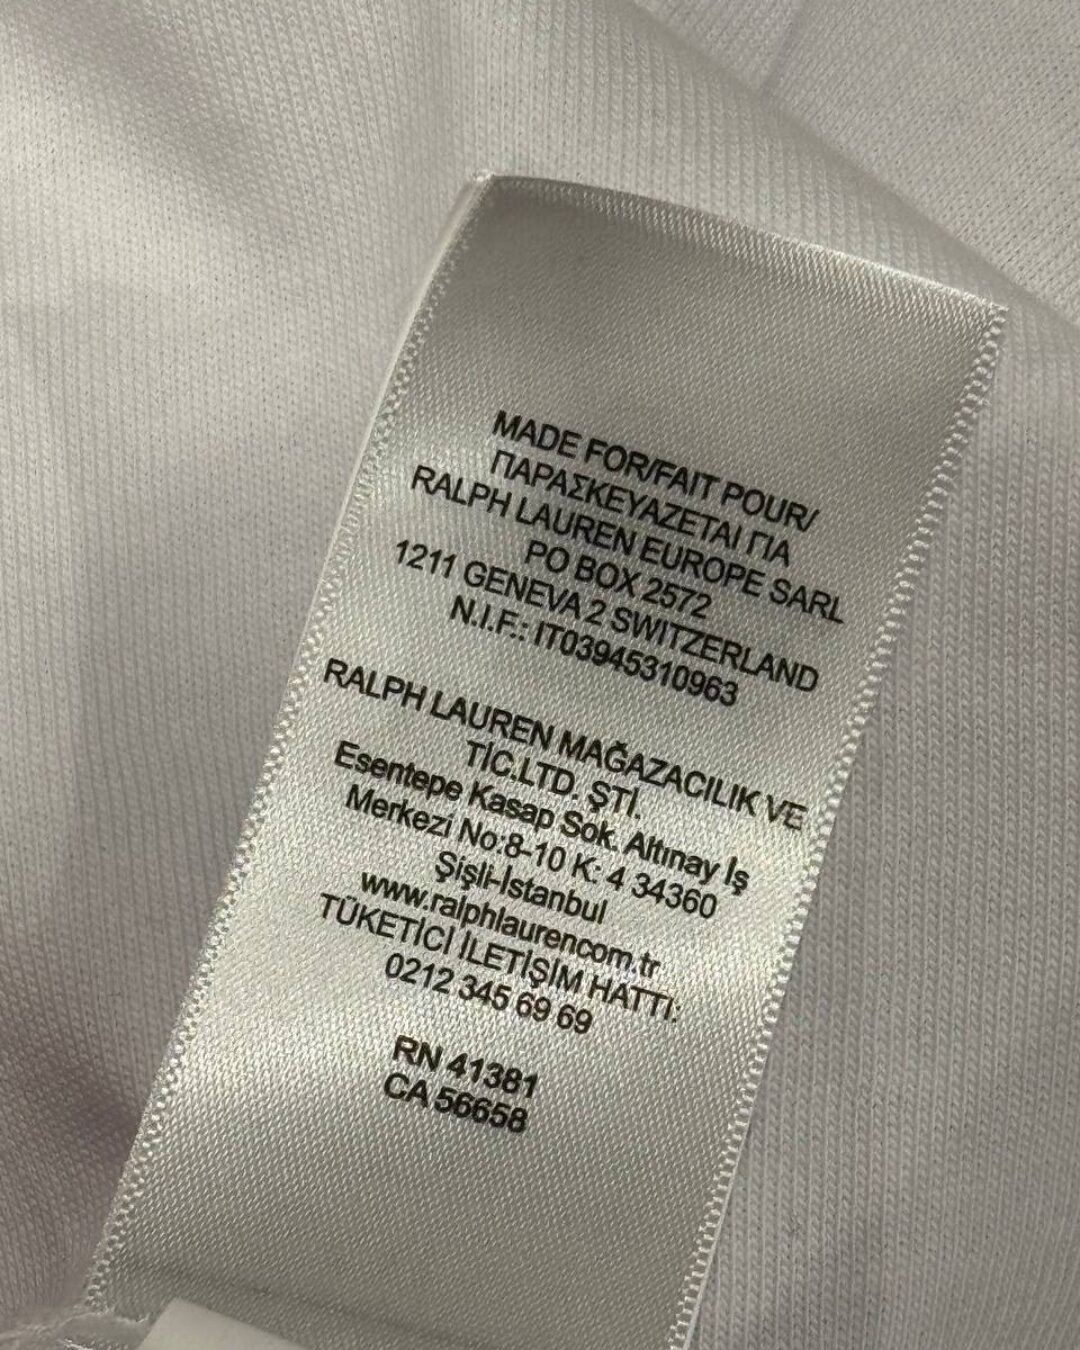 MADE FOR/FAIT POUR/
ΠΑΡΑΣΚΕΥΑΖΕΤΑΙ ΓΙΑ
RALPH LAUREN EUROPE SARL
PO BOX 2572
1211 GENEVA 2 SWITZERLAND
N.I.F.: IT03945310963
RALPH LAUREN MAĞAZACILIK VE
TİC.LTD. ŞTİ.
Esentepe Kasap Sok. Altınay İş
Merkezi No:8-10 K: 4 34360
Şişli-İstanbul
www.ralphlaurencom.tr
TÜKETİCİ İLETİŞİM HATTI:
0212 345 69 69
RN 41381
CA 56658